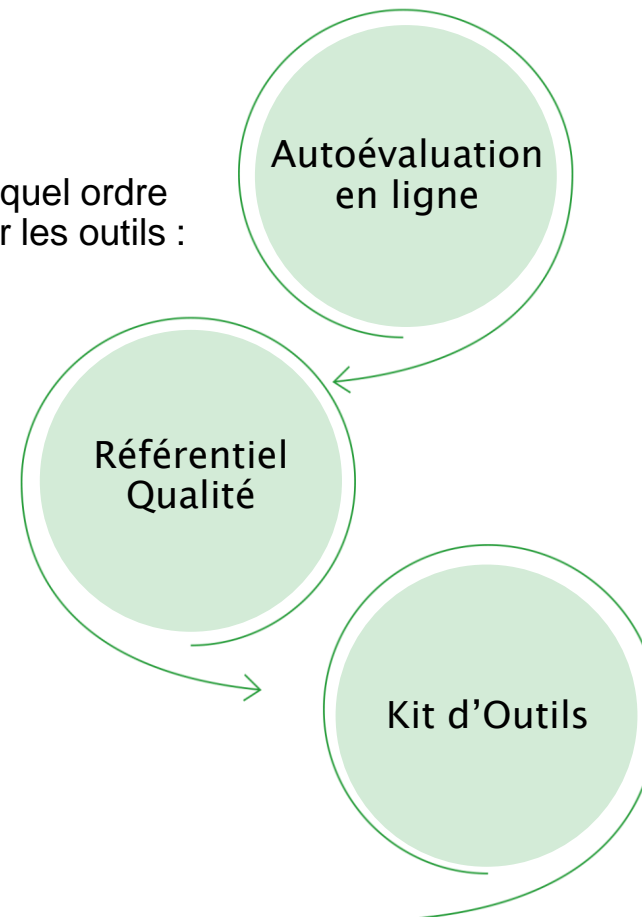 quel ordre
les outils :
Autoévaluation
en ligne
Référentiel
Qualité
Kit d’Outils